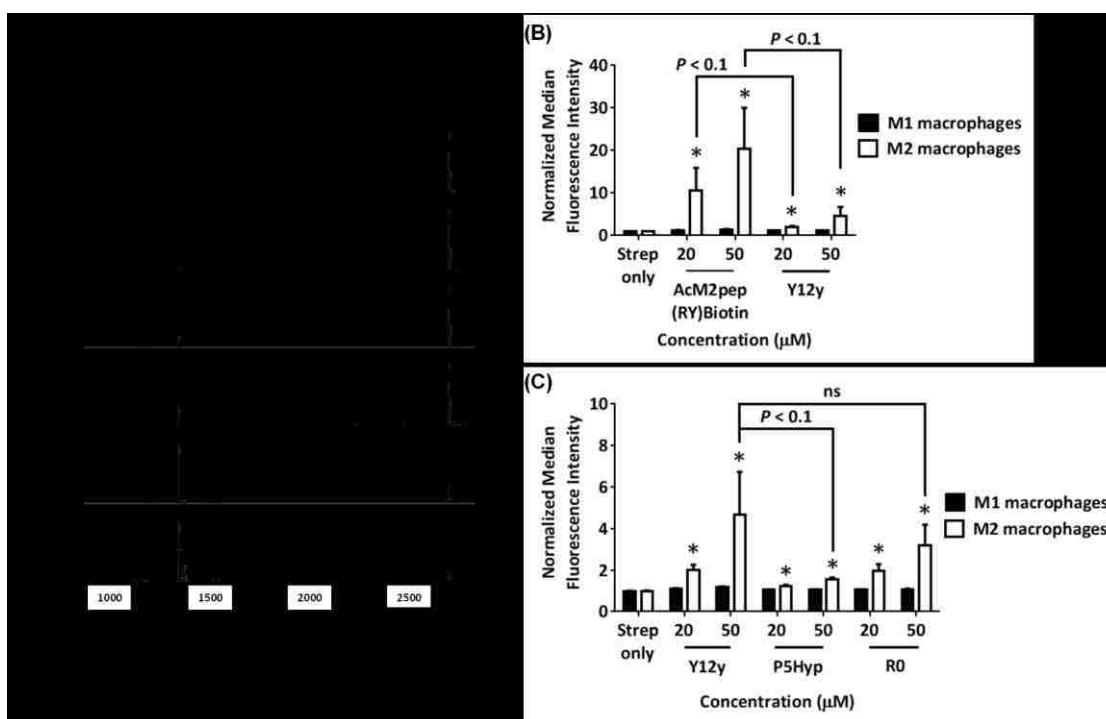 1000 1500 2000 2500
(B)
P < 0.1
P < 0.1
Normalized Median
Fluorescence Intensity
40
30
20
10
0
* * * *
M1 macrophages
M2 macrophages
Strep
only
20 50 20 50
AcM2pep
(RY)Biotin
Y12y
Concentration (μM)
(C)
ns
P < 0.1
Normalized Median
Fluorescence Intensity
10
8
6
4
2
0
* * * * * *
M1 macrophages
M2 macrophages
Strep
only
20 50 20 50 20 50
Y12y P5Hyp R0
Concentration (μM)